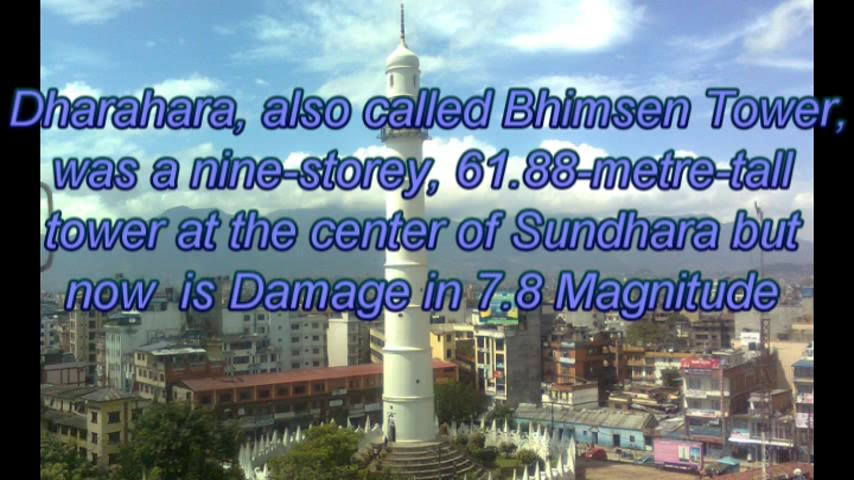 Dharahara, also called Bhimsen Tower,
was a nine-storey, 61.88-metre-tall
tower at the center of Sundhara but
now is Damage in 7.8 Magnitude